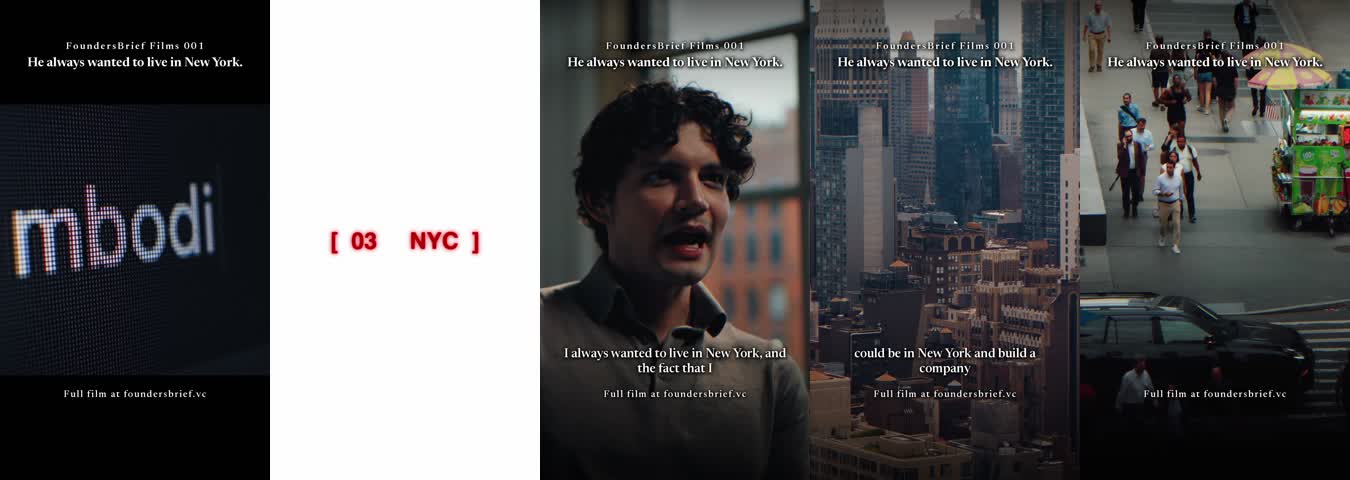 FoundersBrief Films 001
He always wanted to live in New York.
mbodi
Full film at foundersbrief.vc
[ 03 NYC ]
FoundersBrief Films 001
He always wanted to live in New York.
I always wanted to live in New York, and
the fact that I
Full film at foundersbrief.vc
FoundersBrief Films 001
He always wanted to live in New York.
could be in New York and build a
company
Full film at foundersbrief.vc
FoundersBrief Films 001
He always wanted to live in New York.
Full film at foundersbrief.vc